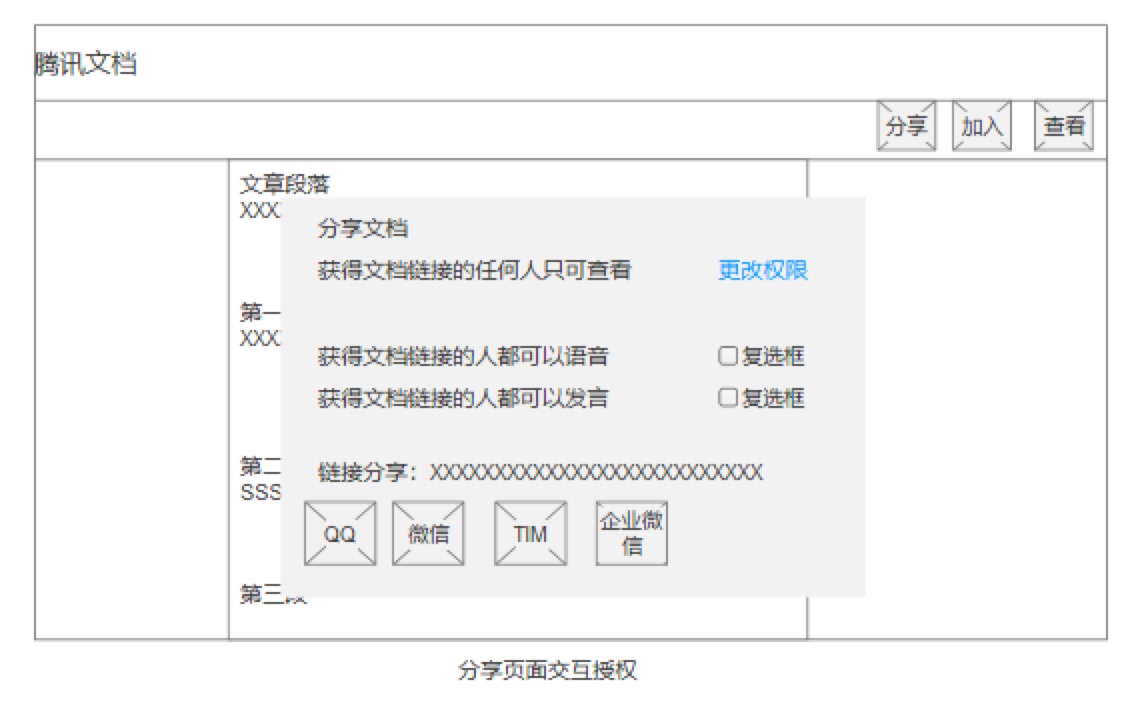 腾讯文档
分享 加入 查看
文章段落
XXX
分享文档
获得文档链接的任何人只可查看 更改权限
第一
XXX
获得文档链接的人都可以语音 复选框
获得文档链接的人都可以发言 复选框
第二
SSS
链接分享：XXXXXXXXXXXXXXXXXXXXXXXXXX
QQ 微信 TIM 企业微
信
第三段
分享页面交互授权